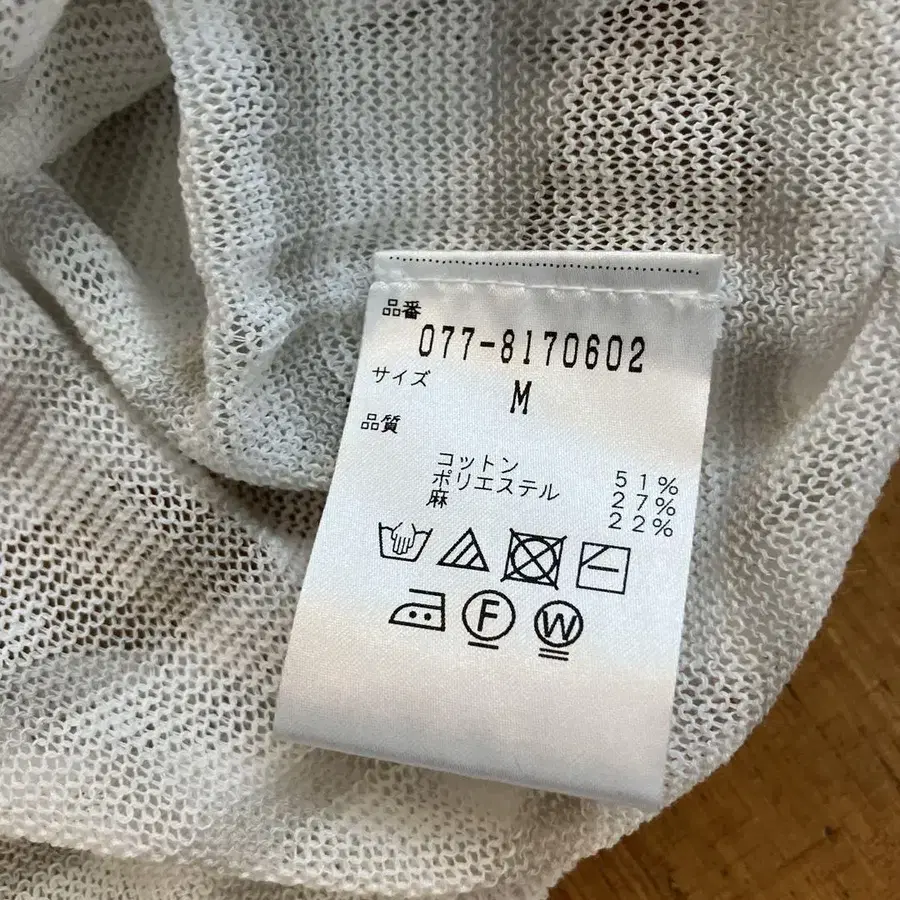 品番
077-8170602
サイズ
M
品質
コットン 51%
ポリエステル 27%
麻 22%
F W